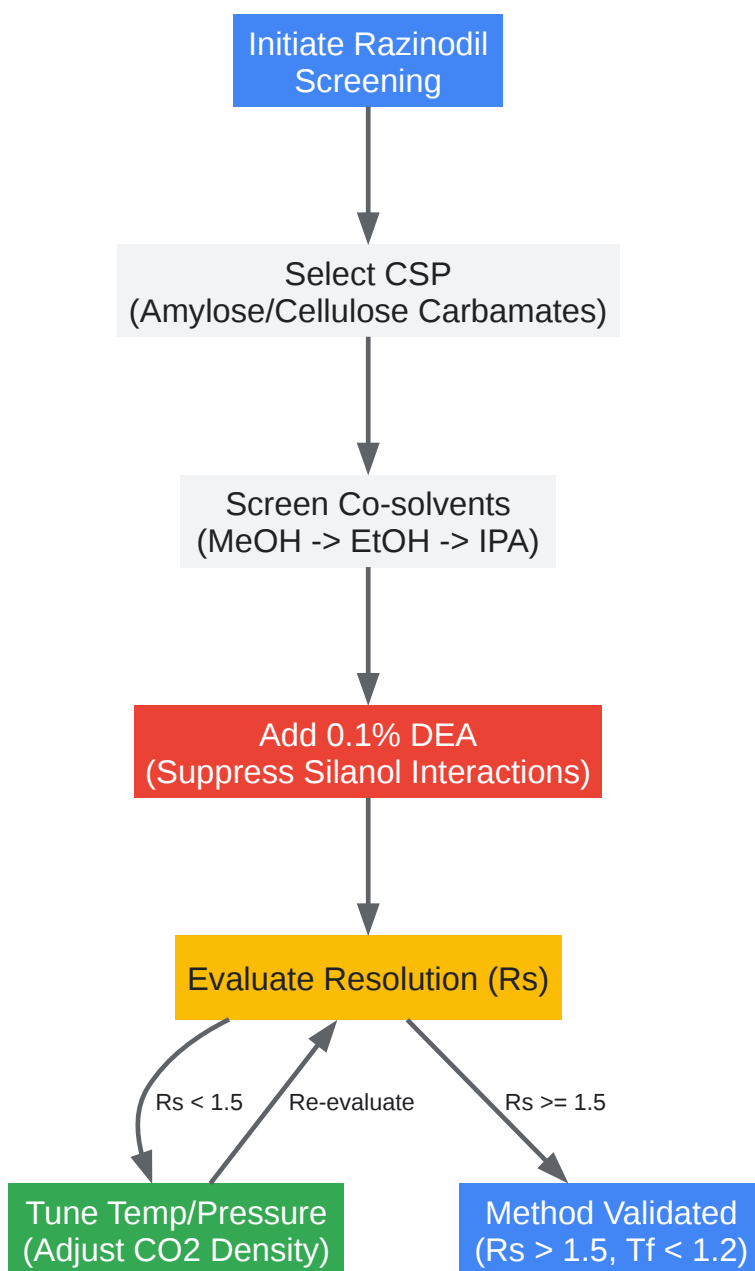 Initiate Razinodil
Screening
Select CSP
(Amylose/Cellulose Carbamates)
Screen Co-solvents
(MeOH -> EtOH -> IPA)
Add 0.1% DEA
(Suppress Silanol Interactions)
Evaluate Resolution (Rs)
Rs < 1.5
Re-evaluate
Rs >= 1.5
Tune Temp/Pressure
(Adjust CO2 Density)
Method Validated
(Rs > 1.5, Tf < 1.2)